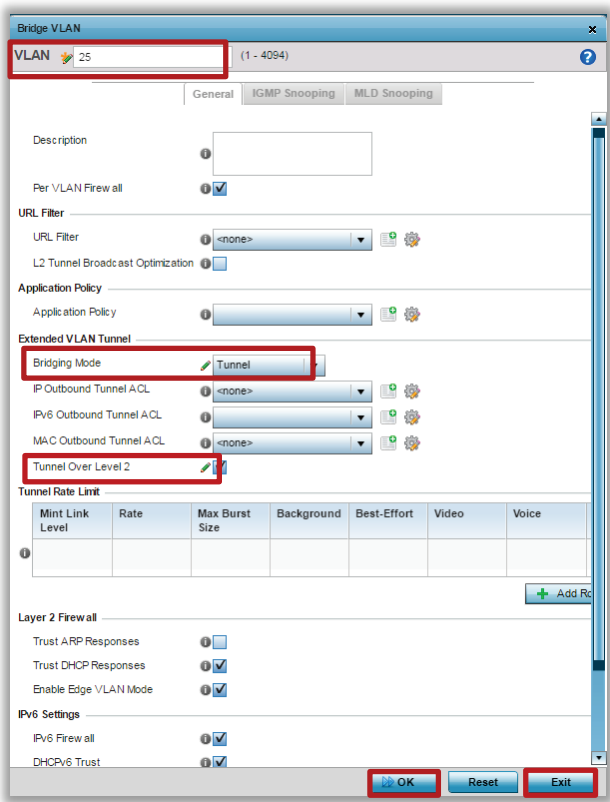 Bridge VLAN
VLAN 25 (1 - 4094)
General IGMP Snooping MLD Snooping
Description
Per VLAN Firewall
URL Filter
URL Filter <none>
L2 Tunnel Broadcast Optimization
Application Policy
Application Policy
Extended VLAN Tunnel
Bridging Mode Tunnel
IP Outbound Tunnel ACL <none>
IPv6 Outbound Tunnel ACL
MAC Outbound Tunnel ACL <none>
Tunnel Over Level 2
Tunnel Rate Limit
Mint Link Level Rate Max Burst Size Background Best-Effort Video Voice
Add Ro
Layer 2 Firewall
Trust ARP Responses
Trust DHCP Responses
Enable Edge VLAN Mode
IPv6 Settings
IPv6 Firewall
DHCPv6 Trust
OK Reset Exit